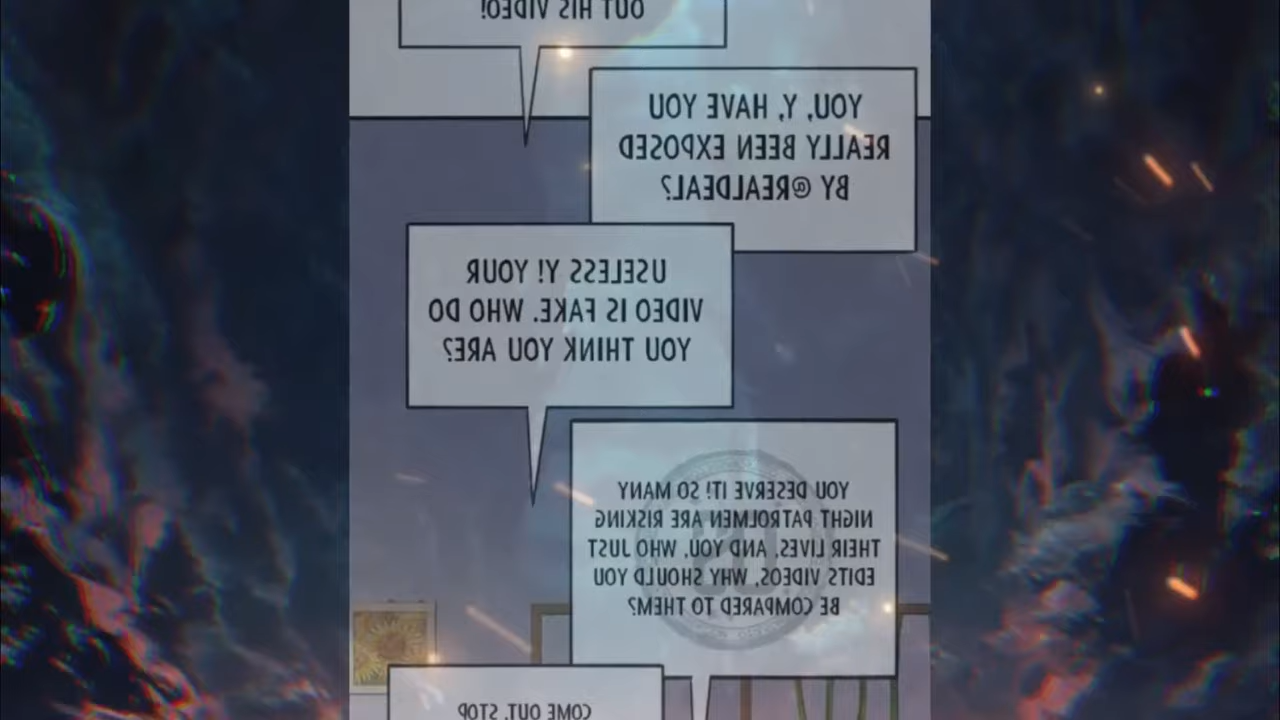 OUT HIS VIDEO!
YOU, Y, HAVE YOU
REALLY BEEN EXPOSED
BY @REALDEAL?
USELESS Y! YOUR
VIDEO IS FAKE. WHO DO
YOU THINK YOU ARE?
YOU DESERVE IT! SO MANY
NIGHT PATROLMEN ARE RISKING
THEIR LIVES, AND YOU, WHO JUST
EDITS VIDEOS, WHY SHOULD YOU
BE COMPARED TO THEM?
COME OUT, STOP